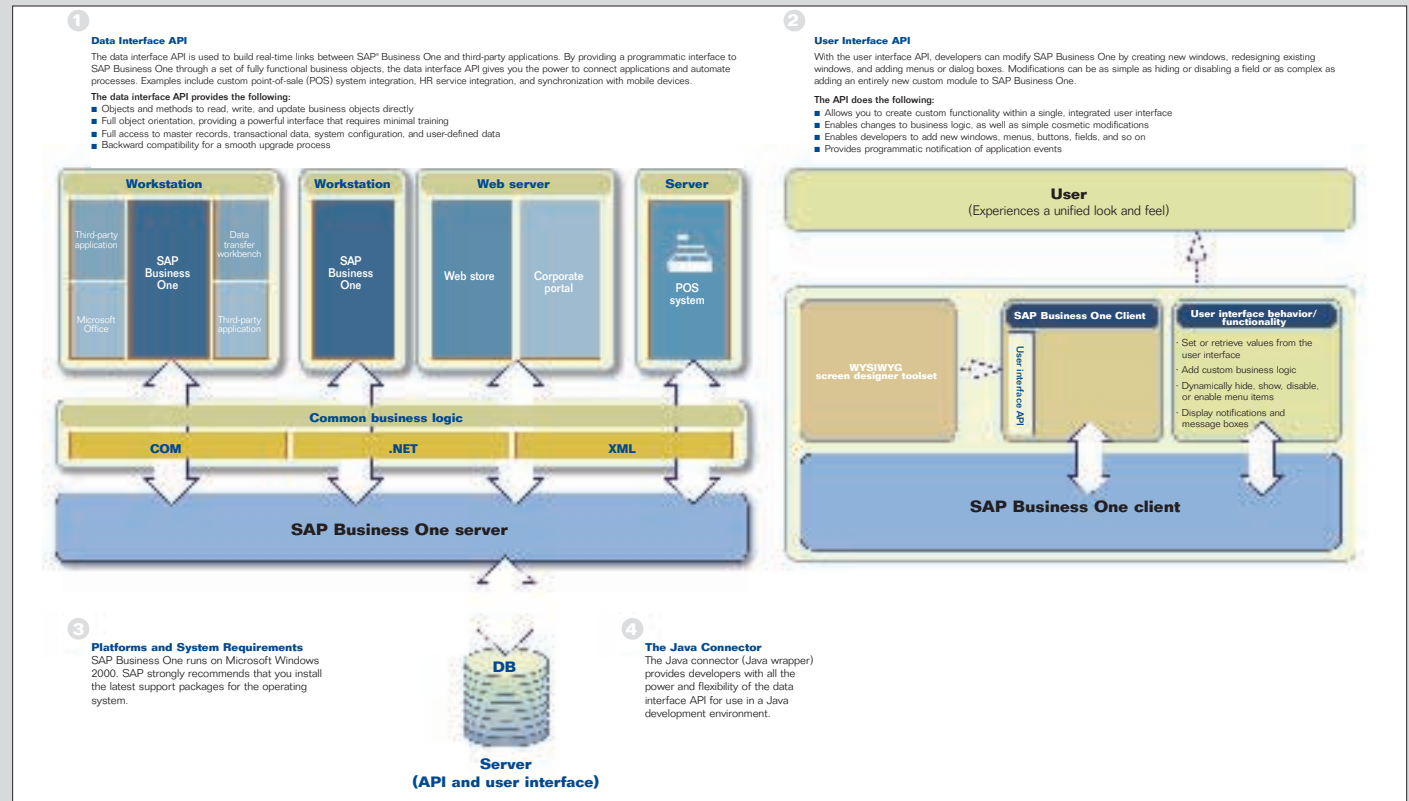 1
Data Interface API
The data interface API is used to build real-time links between SAP® Business One and third-party applications. By providing a programmatic interface to
SAP Business One through a set of fully functional business objects, the data interface API gives you the power to connect applications and automate
processes. Examples include custom point-of-sale (POS) system integration, HR service integration, and synchronization with mobile devices.
The data interface API provides the following:
■ Objects and methods to read, write, and update business objects directly
■ Full object orientation, providing a powerful interface that requires minimal training
■ Full access to master records, transactional data, system configuration, and user-defined data
■ Backward compatibility for a smooth upgrade process
Workstation
Third-party
application
SAP
Business
One
Data
transfer
workbench
Microsoft
Office
Third-party
application
Workstation
SAP
Business
One
Web server
Web store
Corporate
portal
Server
POS
system
Common business logic
COM
.NET
XML
SAP Business One server
DB
Server
(API and user interface)
2
User Interface API
With the user interface API, developers can modify SAP Business One by creating new windows, redesigning existing
windows, and adding menus or dialog boxes. Modifications can be as simple as hiding or disabling a field or as complex as
adding an entirely new custom module to SAP Business One.
The API does the following:
■ Allows you to create custom functionality within a single, integrated user interface
■ Enables changes to business logic, as well as simple cosmetic modifications
■ Enables developers to add new windows, menus, buttons, fields, and so on
■ Provides programmatic notification of application events
User
(Experiences a unified look and feel)
WYSIWYG
screen designer toolset
SAP Business One Client
User interface API
User interface behavior/
functionality
· Set or retrieve values from the
user interface
· Add custom business logic
· Dynamically hide, show, disable,
or enable menu items
· Display notifications and
message boxes
SAP Business One client
3
Platforms and System Requirements
SAP Business One runs on Microsoft Windows
2000. SAP strongly recommends that you install
the latest support packages for the operating
system.
4
The Java Connector
The Java connector (Java wrapper)
provides developers with all the
power and flexibility of the data
interface API for use in a Java
development environment.